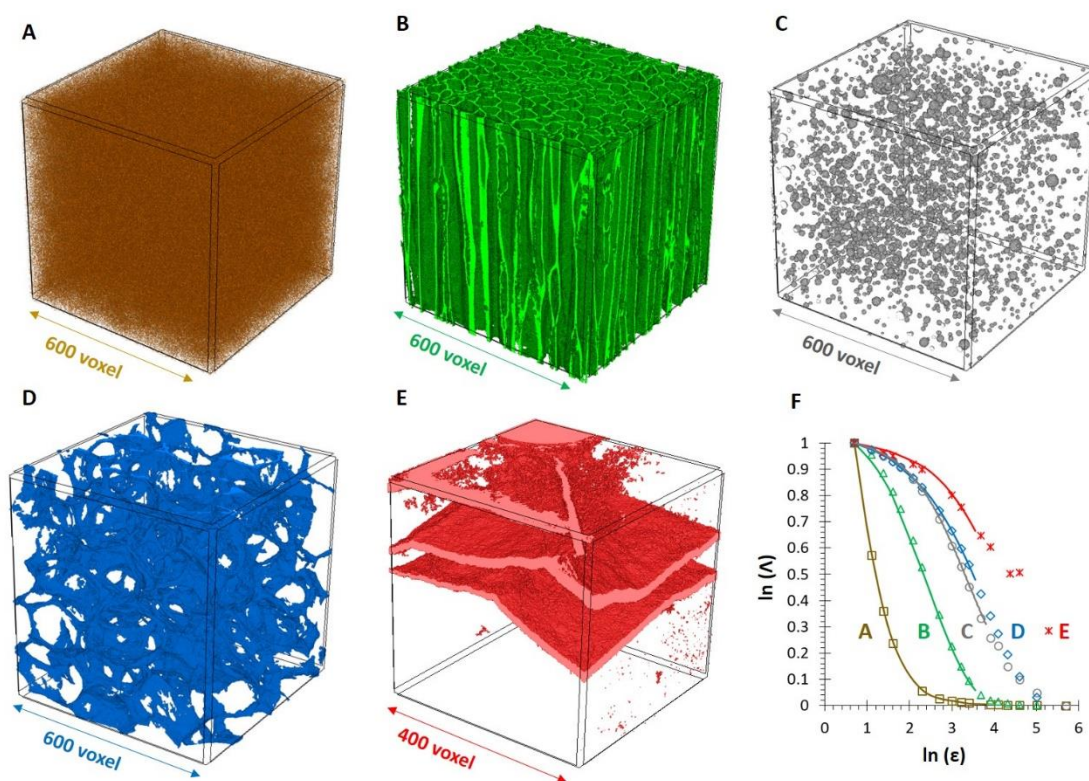 A
B
C
600 voxel
600 voxel
600 voxel
D
E
F
600 voxel
400 voxel
ln (Λ)
1
0.9
0.8
0.7
0.6
0.5
0.4
0.3
0.2
0.1
0
A
B
C
D
E
0 1 2 3 4 5 6
ln (ε)